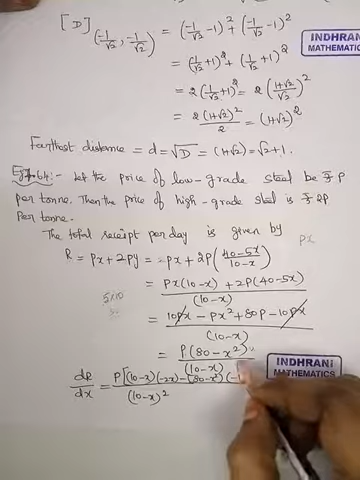 [D](-1/√2, -1/√2) = (-1/√2 -1)² + (-1/√2 -1)²
= (1/√2 +1)² + (1/√2 +1)²
= 2(1/√2 +1)² = 2((1+√2)/√2)²
= 2(1+√2)²/2 = (1+√2)²
INDHRANI
MATHEMATICS
Farthest distance = d = √D = (1+√2) = √2+1.
Eg 7.64:- Let the price of low-grade steel be ₹ P
per tonne. Then the price of high-grade steel is ₹ 2P
Per tonne.
The total receipt per day is given by
R = Px + 2Py = Px + 2P((40-5x)/(10-x))
Px
= (Px(10-x) + 2P(40-5x))/(10-x)
5x10
= (10Px - Px² + 80P - 10Px)/(10-x)
= P(80-x²)/(10-x)
INDHRANI
MATHEMATICS
dR/dx = P[(10-x)(-2x) - (80-x²)(-1)/(10-x)²